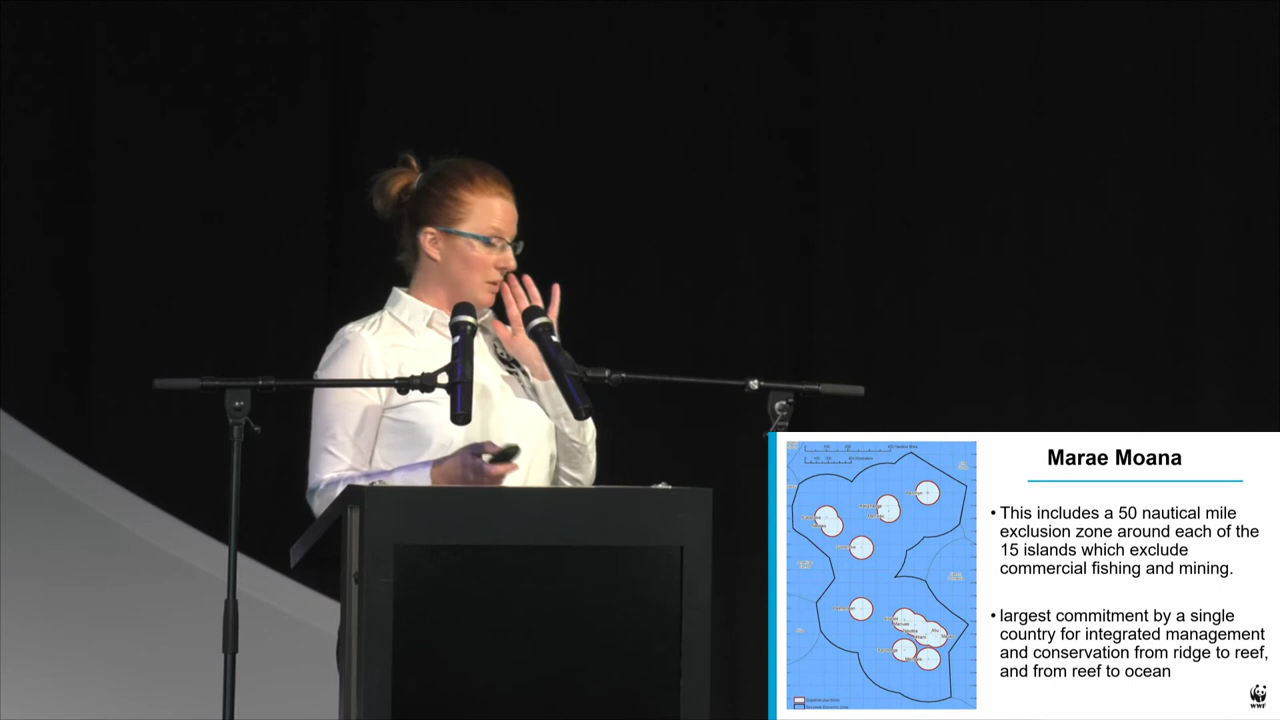 Marae Moana
• This includes a 50 nautical mile
exclusion zone around each of the
15 islands which exclude
commercial fishing and mining.
• largest commitment by a single
country for integrated management
and conservation from ridge to reef,
and from reef to ocean
WWF